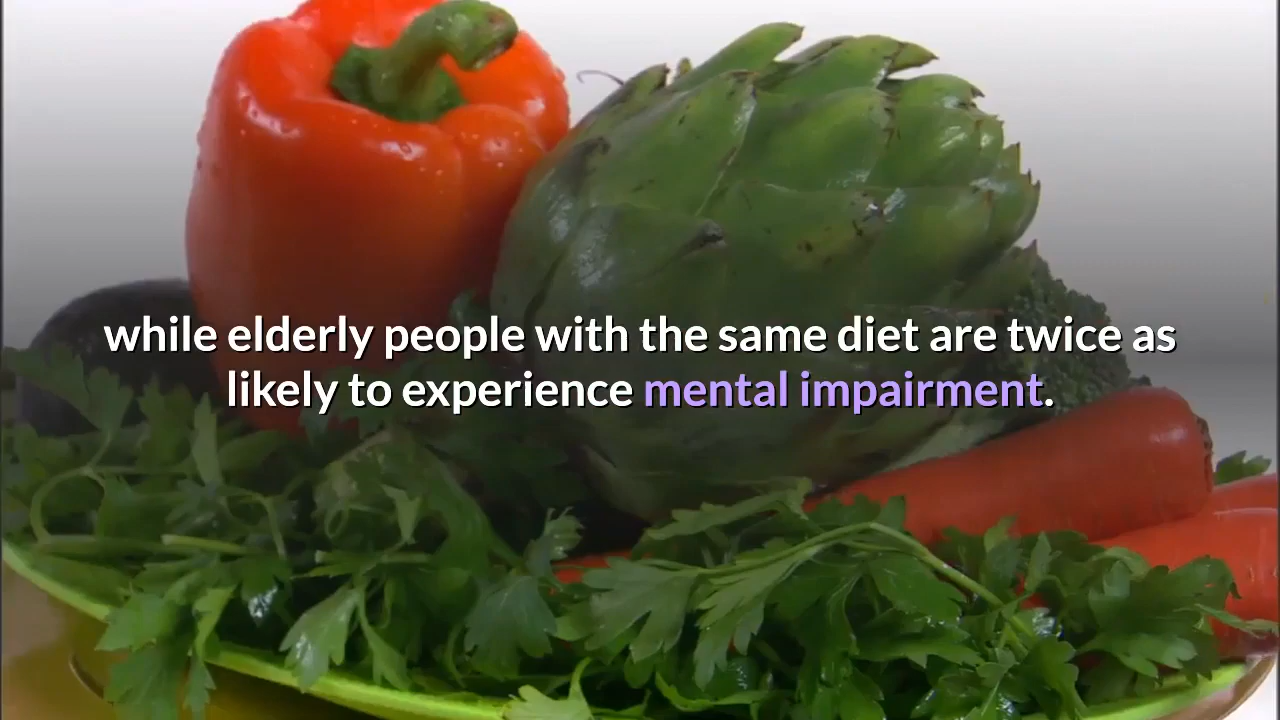 while elderly people with the same diet are twice as
likely to experience mental impairment.